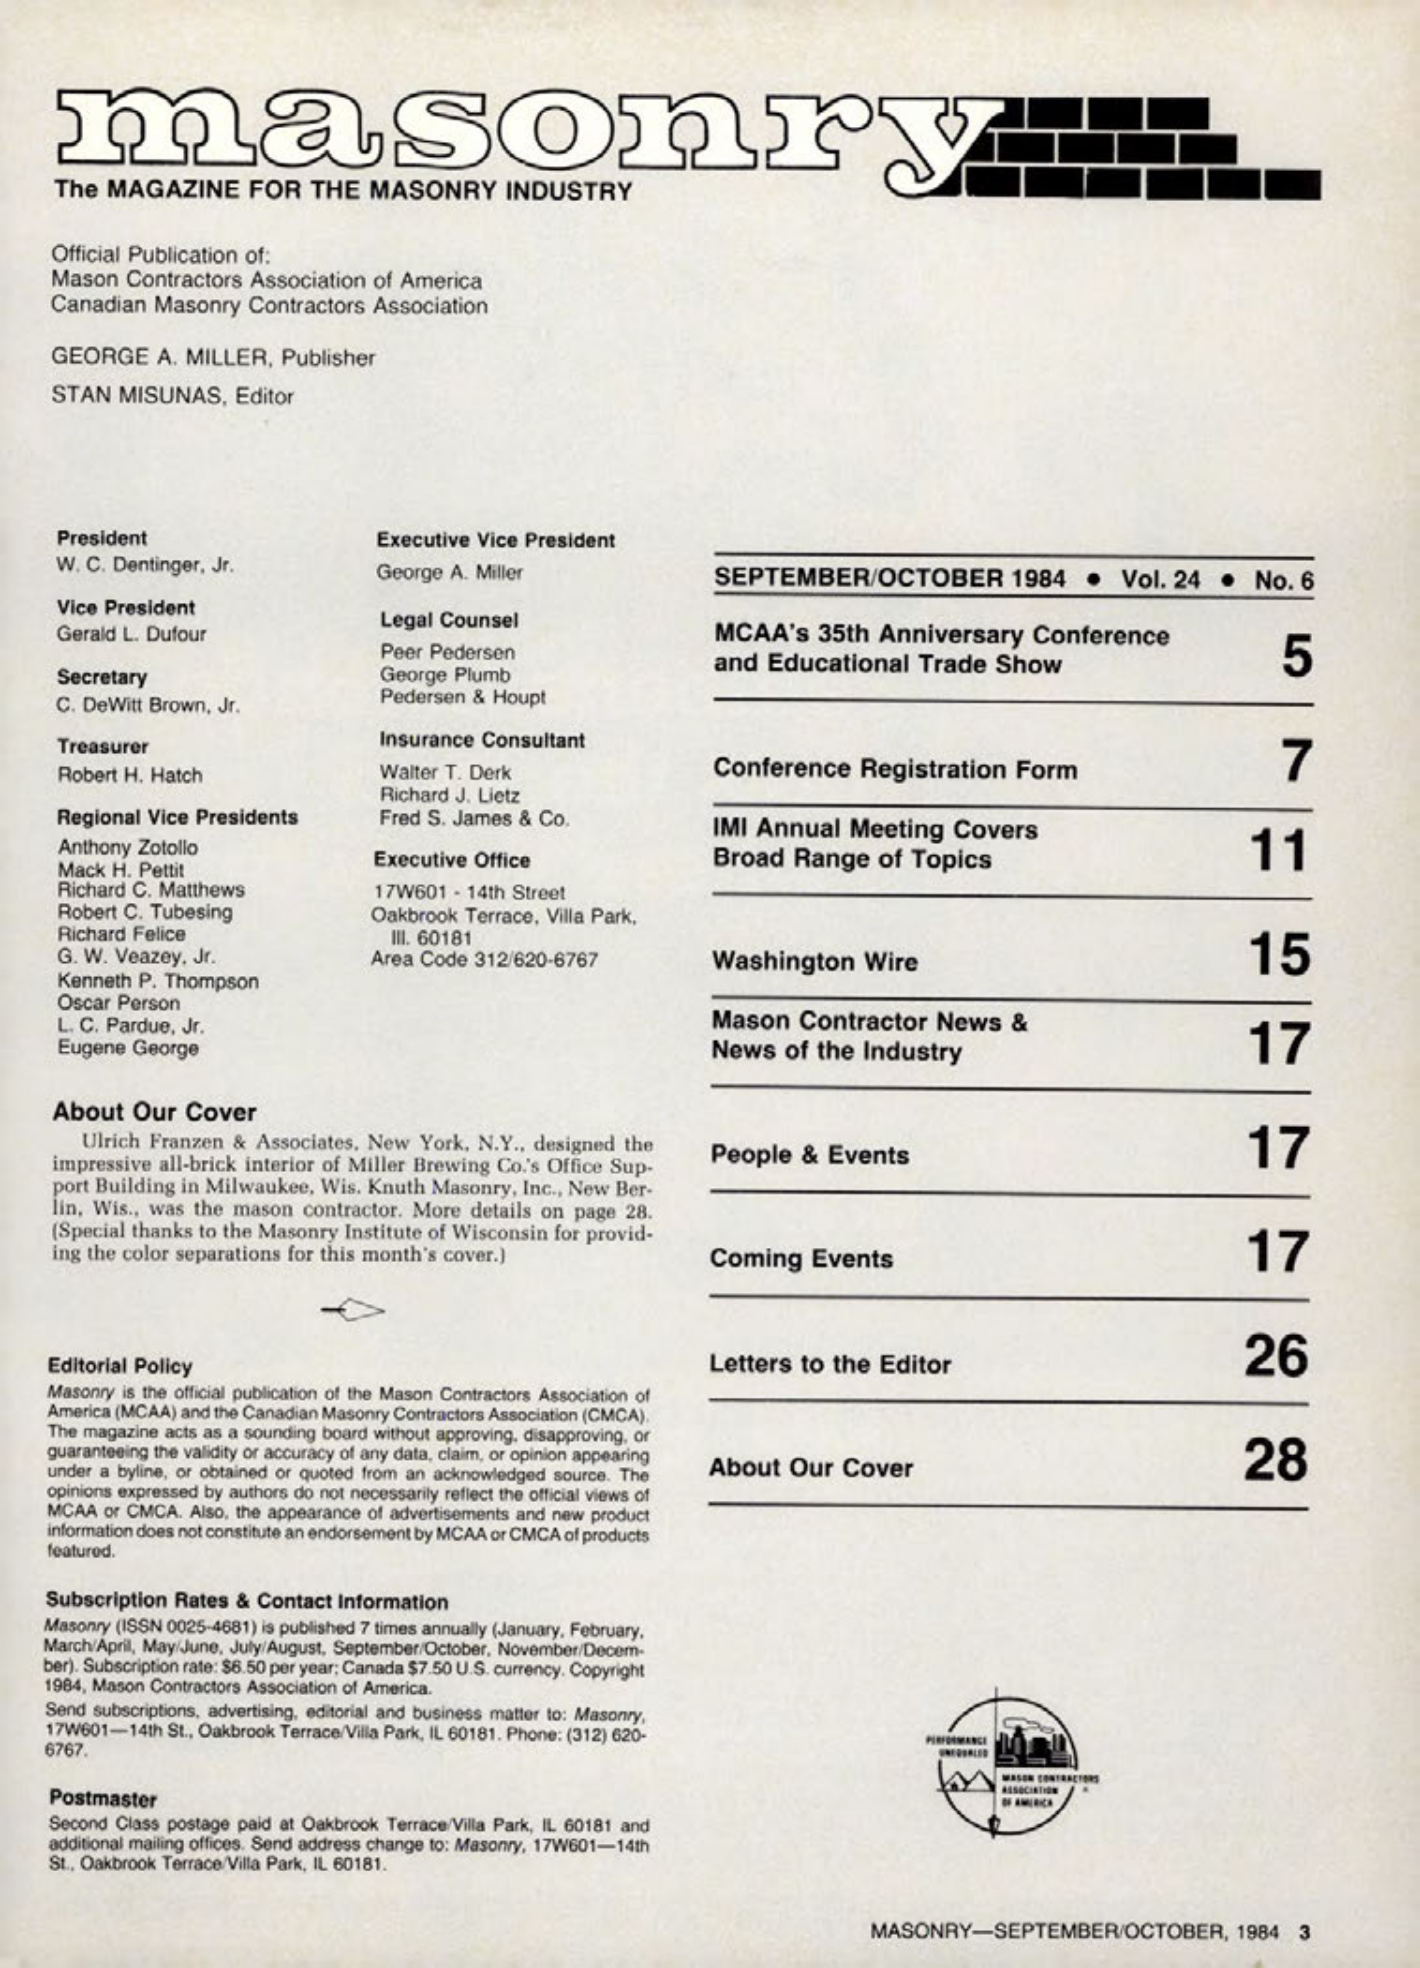 masonry
The MAGAZINE FOR THE MASONRY INDUSTRY
Official Publication of:
Mason Contractors Association of America
Canadian Masonry Contractors Association
GEORGE A. MILLER, Publisher
STAN MISUNAS, Editor
President
W. C. Dentinger, Jr.
Vice President
Gerald L. Dufour
Secretary
C. DeWitt Brown, Jr.
Treasurer
Robert H. Hatch
Regional Vice Presidents
Anthony Zotollo
Mack H. Pettit
Richard C. Matthews
Robert C. Tubesing
Richard Felice
G. W. Veazey, Jr.
Kenneth P. Thompson
Oscar Person
L. C. Pardue, Jr.
Eugene George
Executive Vice President
George A. Miller
Legal Counsel
Peer Pedersen
George Plumb
Pedersen & Houpt
Insurance Consultant
Walter T. Derk
Richard J. Lietz
Fred S. James & Co.
Executive Office
17W601 - 14th Street
Oakbrook Terrace, Villa Park,
Ill. 60181
Area Code 312/620-6767
About Our Cover
Ulrich Franzen & Associates, New York, N.Y., designed the
impressive all-brick interior of Miller Brewing Co.'s Office Sup-
port Building in Milwaukee, Wis. Knuth Masonry, Inc., New Ber-
lin, Wis., was the mason contractor. More details on page 28.
(Special thanks to the Masonry Institute of Wisconsin for provid-
ing the color separations for this month's cover.)
Editorial Policy
Masonry is the official publication of the Mason Contractors Association of
America (MCAA) and the Canadian Masonry Contractors Association (CMCA).
The magazine acts as a sounding board without approving, disapproving, or
guaranteeing the validity or accuracy of any data, claim, or opinion appearing
under a byline, or obtained or quoted from an acknowledged source. The
opinions expressed by authors do not necessarily reflect the official views of
MCAA or CMCA. Also, the appearance of advertisements and new product
information does not constitute an endorsement by MCAA or CMCA of products
featured.
Subscription Rates & Contact Information
Masonry (ISSN 0025-4681) is published 7 times annually (January, February,
March/April, May/June, July/August, September/October, November/Decem-
ber). Subscription rate: $6.50 per year; Canada $7.50 U.S. currency. Copyright
1984, Mason Contractors Association of America.
Send subscriptions, advertising, editorial and business matter to: Masonry,
17W601—14th St., Oakbrook Terrace/Villa Park, IL 60181. Phone: (312) 620-
6767.
Postmaster
Second Class postage paid at Oakbrook Terrace/Villa Park, IL 60181 and
additional mailing offices. Send address change to: Masonry, 17W601—14th
St., Oakbrook Terrace/Villa Park, IL 60181.
SEPTEMBER/OCTOBER 1984 • Vol. 24 • No. 6
MCAA's 35th Anniversary Conference
and Educational Trade Show 5
Conference Registration Form 7
IMI Annual Meeting Covers
Broad Range of Topics 11
Washington Wire 15
Mason Contractor News &
News of the Industry 17
People & Events 17
Coming Events 17
Letters to the Editor 26
About Our Cover 28
PERFORMANCE
UNEQUALED
MASON CONTRACTORS
ASSOCIATION
OF AMERICA
MASONRY—SEPTEMBER/OCTOBER, 1984 3